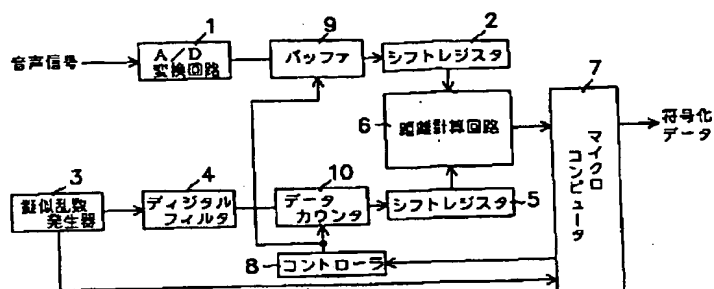 1
9
2
音声信号
A/D
変換回路
バッファ
シフトレジスタ
7
6
距離計算回路
マイクロ
コンピュータ
符号化
データ
3
4
10
疑似乱数
発生器
ディジタル
フィルタ
データ
カウンタ
シフトレジスタ
5
8
コントローラ